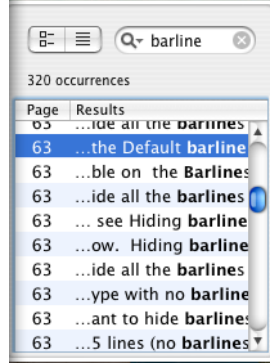 barline
320 occurrences
Page Results
63 ...ide all the barlines
63 ...the Default barline
63 ...ble on the Barlines
63 ...ide all the barlines
63 ... see Hiding barline
63 ...ow. Hiding barline
63 ...ide all the barlines
63 ...ype with no barline
63 ...ant to hide barlines
63 ...5 lines (no barlines